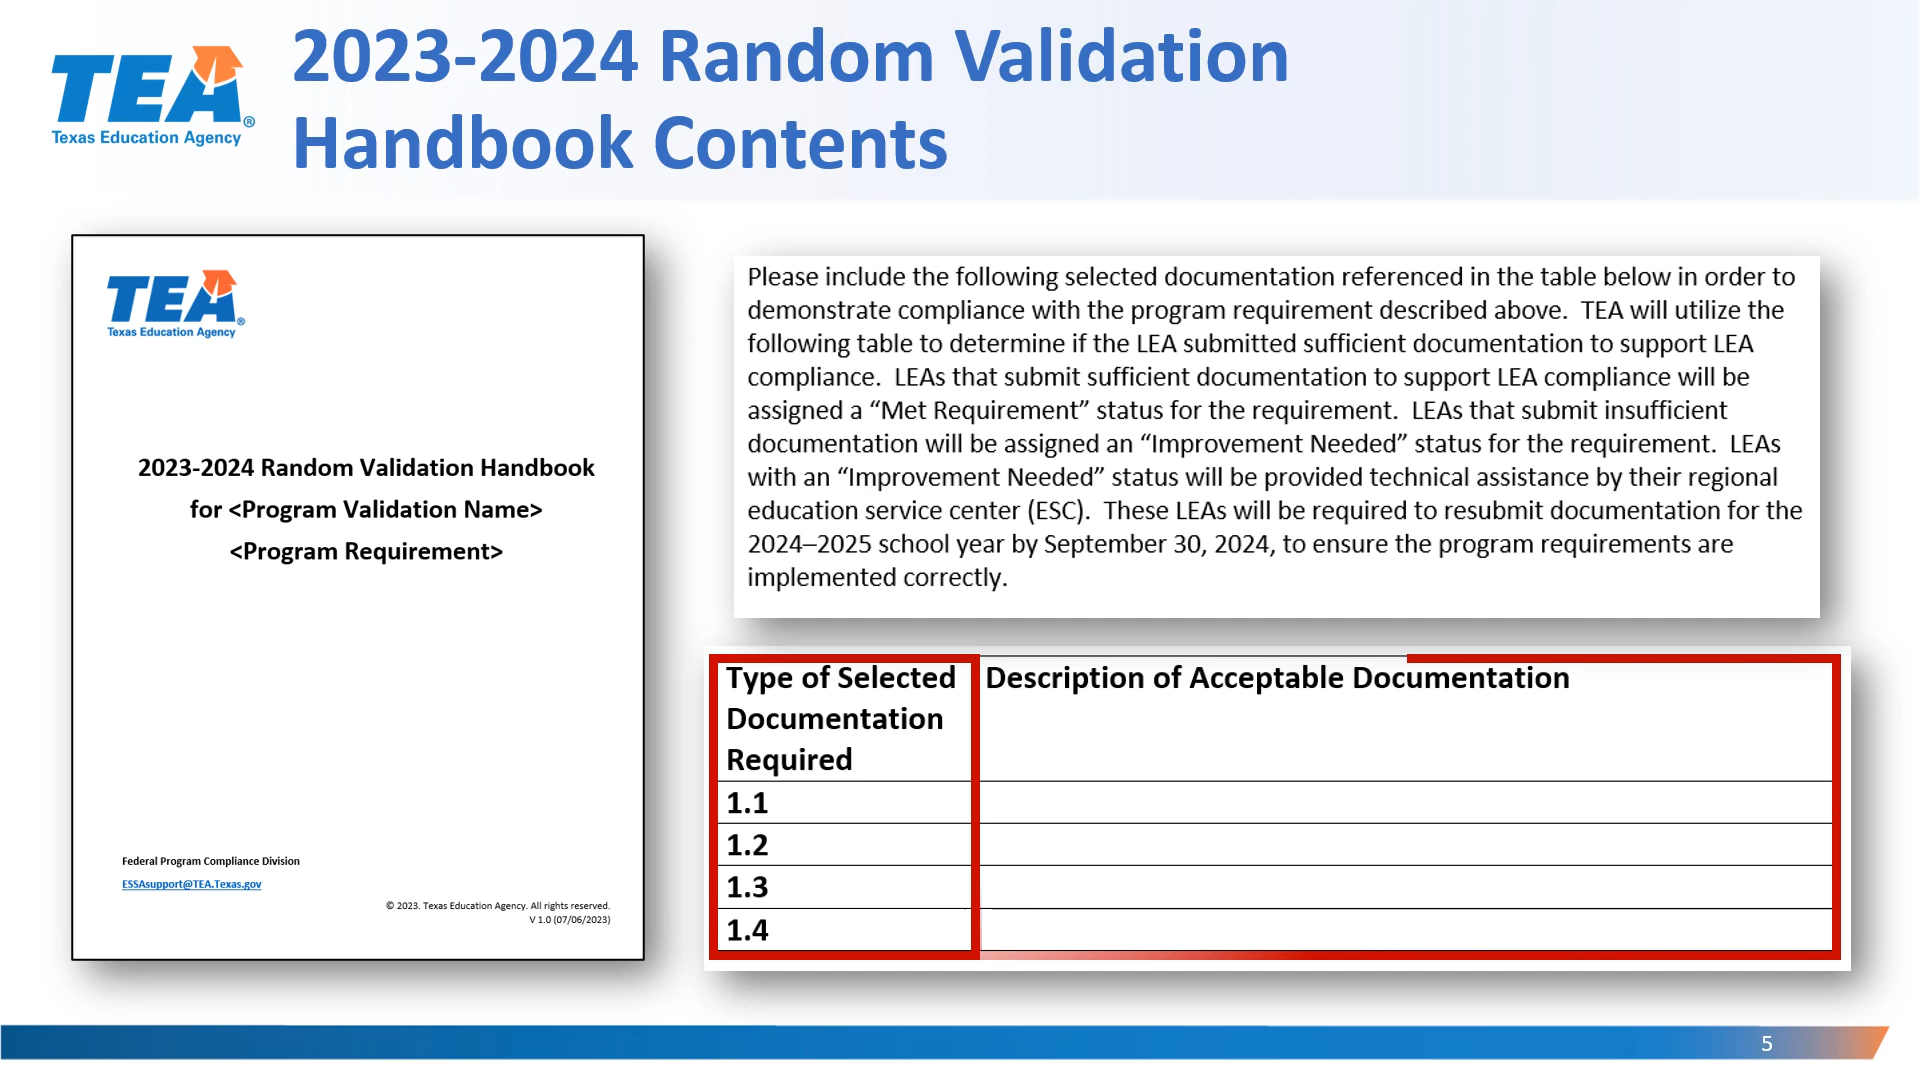 TEA®
Texas Education Agency
2023-2024 Random Validation
Handbook Contents
TEA®
Texas Education Agency
2023-2024 Random Validation Handbook
for <Program Validation Name>
<Program Requirement>
Federal Program Compliance Division
ESSAsupport@TEA.Texas.gov
© 2023. Texas Education Agency. All rights reserved.
V 1.0 (07/06/2023)
Please include the following selected documentation referenced in the table below in order to
demonstrate compliance with the program requirement described above.  TEA will utilize the
following table to determine if the LEA submitted sufficient documentation to support LEA
compliance.  LEAs that submit sufficient documentation to support LEA compliance will be
assigned a “Met Requirement” status for the requirement.  LEAs that submit insufficient
documentation will be assigned an “Improvement Needed” status for the requirement.  LEAs
with an “Improvement Needed” status will be provided technical assistance by their regional
education service center (ESC).  These LEAs will be required to resubmit documentation for the
2024–2025 school year by September 30, 2024, to ensure the program requirements are
implemented correctly.
Type of Selected
Documentation
Required
Description of Acceptable Documentation
1.1
1.2
1.3
1.4
5